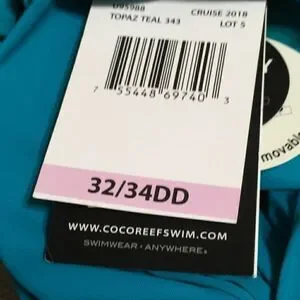 U95988 CRUISE 2018
TOPAZ TEAL 343 LOT 5
7 55448 69740 3
32/34DD
WWW.COCOREEFSWIM.COM
SWIMWEAR · ANYWHERE.®
movable